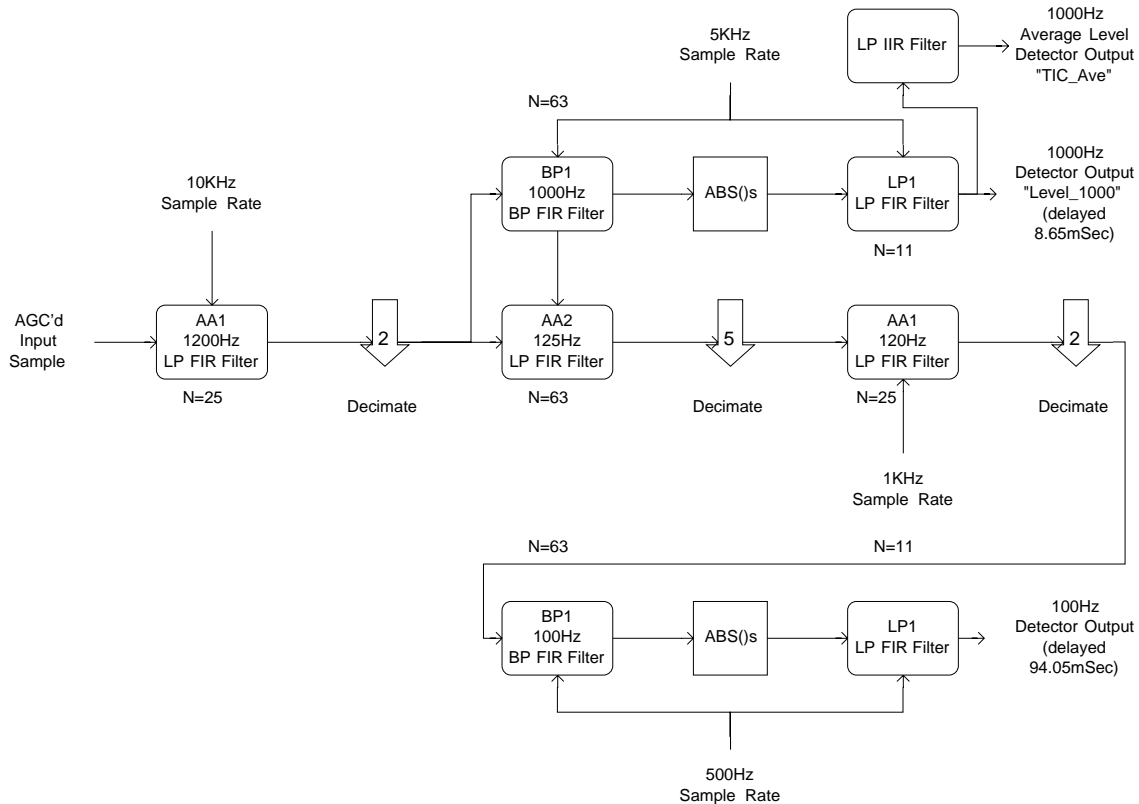 1000Hz
Average Level
Detector Output
"TIC_Ave"
LP IIR Filter
5KHz
Sample Rate
N=63
10KHz
Sample Rate
BP1
1000Hz
BP FIR Filter
ABS()s
LP1
LP FIR Filter
N=11
1000Hz
Detector Output
"Level_1000"
(delayed
8.65mSec)
AGC'd
Input
Sample
AA1
1200Hz
LP FIR Filter
N=25
2
Decimate
AA2
125Hz
LP FIR Filter
N=63
5
Decimate
AA1
120Hz
LP FIR Filter
N=25
2
Decimate
1KHz
Sample Rate
N=63
N=11
BP1
100Hz
BP FIR Filter
ABS()s
LP1
LP FIR Filter
100Hz
Detector Output
(delayed
94.05mSec)
500Hz
Sample Rate